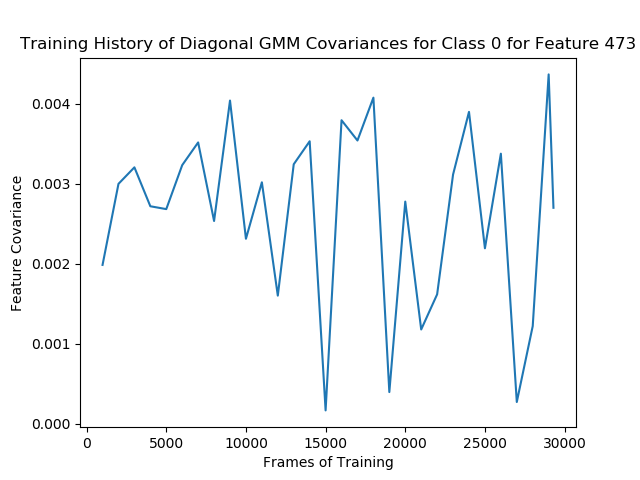 Training History of Diagonal GMM Covariances for Class 0 for Feature 473
0.004
0.003
0.002
0.001
0.000
Feature Covariance
0 5000 10000 15000 20000 25000 30000
Frames of Training